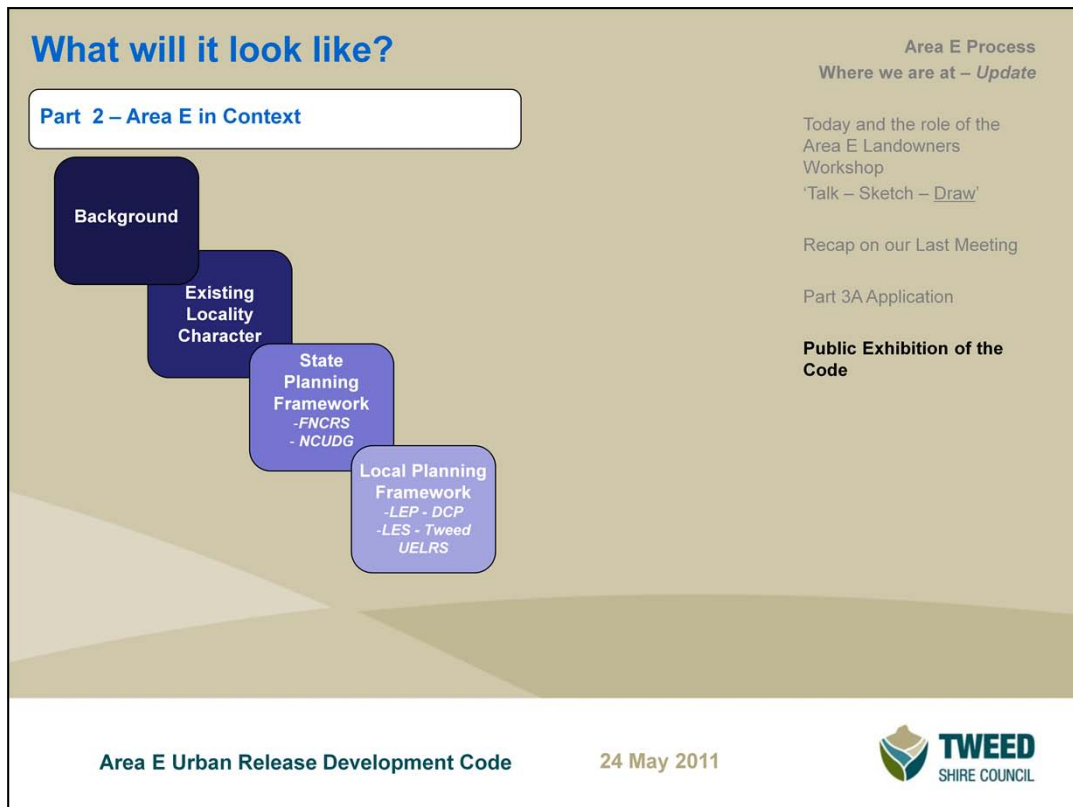 What will it look like?
Part 2 – Area E in Context
Background
Existing
Locality
Character
State
Planning
Framework
-FNCRS
- NCUDG
Local Planning
Framework
-LEP - DCP
-LES - Tweed
UELRS
Area E Process
Where we are at – Update
Today and the role of the
Area E Landowners
Workshop
‘Talk – Sketch – Draw’
Recap on our Last Meeting
Part 3A Application
Public Exhibition of the
Code
Area E Urban Release Development Code
24 May 2011
TWEED
SHIRE COUNCIL